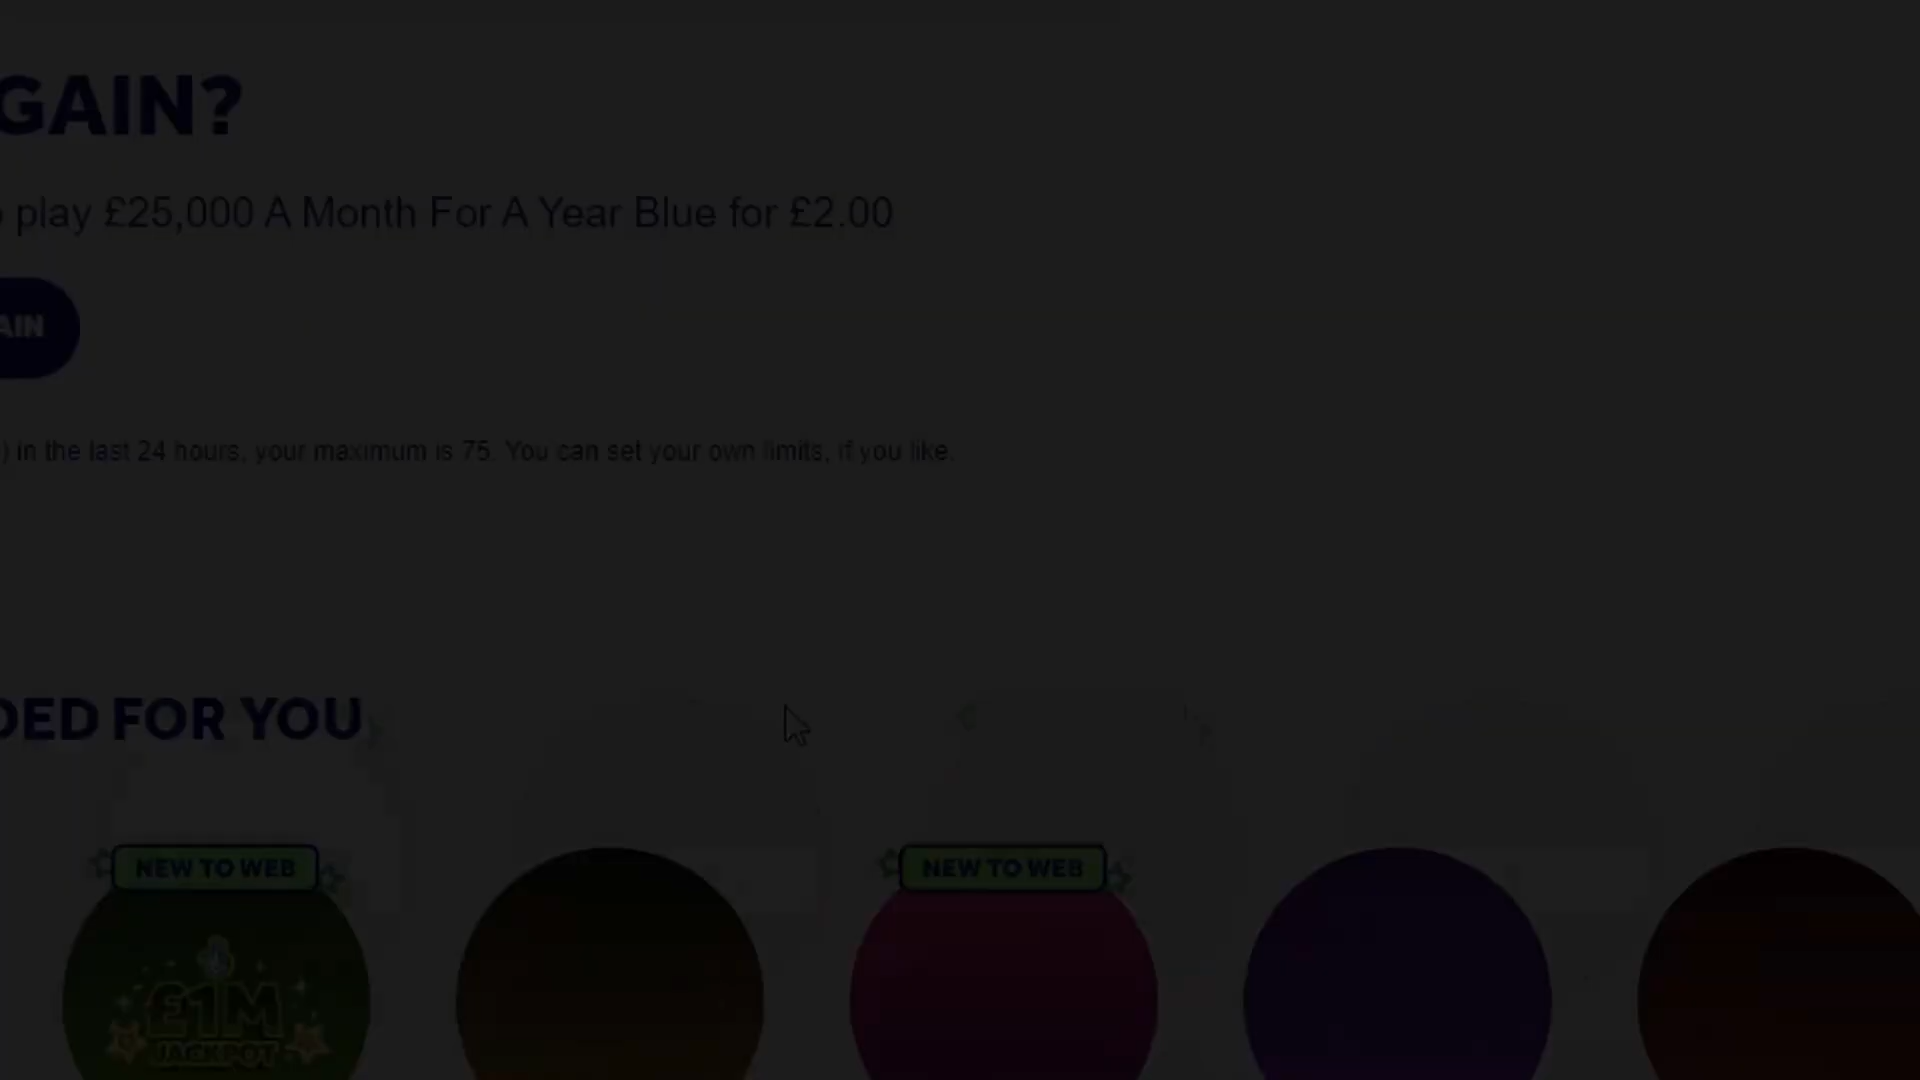 GAIN?
play £25,000 A Month For A Year Blue for £2.00
AIN
) in the last 24 hours, your maximum is 75. You can set your own limits, if you like.
DED FOR YOU
NEW TO WEB
NEW TO WEB
£1M
JACKPOT